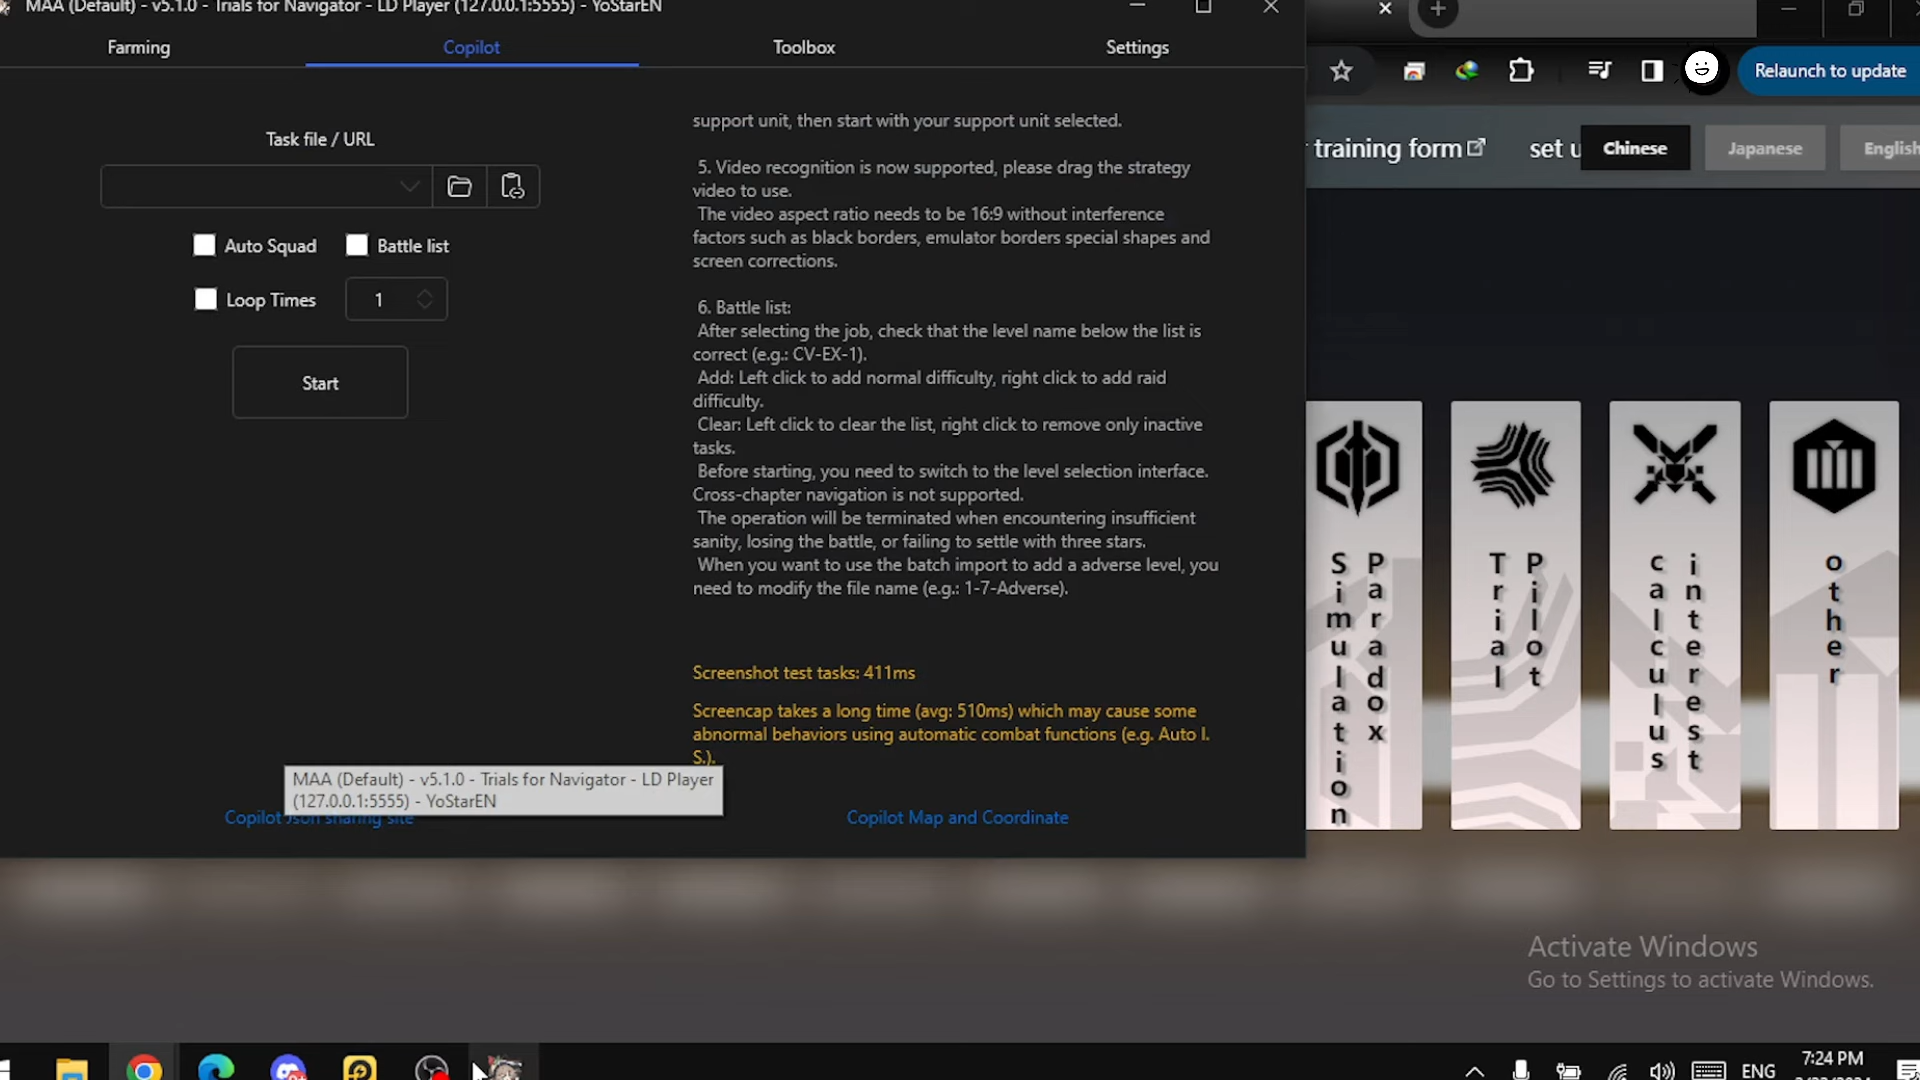 MAA (Default) - v5.1.0 - Trials for Navigator - LD Player (127.0.0.1:5555) - YoStarEN
Farming
Copilot
Toolbox
Settings
Task file / URL
Auto Squad
Battle list
Loop Times
1
Start
support unit, then start with your support unit selected.
5. Video recognition is now supported, please drag the strategy
video to use.
The video aspect ratio needs to be 16:9 without interference
factors such as black borders, emulator borders special shapes and
screen corrections.
6. Battle list:
After selecting the job, check that the level name below the list is
correct (e.g.: CV-EX-1).
Add: Left click to add normal difficulty, right click to add raid
difficulty.
Clear: Left click to clear the list, right click to remove only inactive
tasks.
Before starting, you need to switch to the level selection interface.
Cross-chapter navigation is not supported.
The operation will be terminated when encountering insufficient
sanity, losing the battle, or failing to settle with three stars.
When you want to use the batch import to add a adverse level, you
need to modify the file name (e.g.: 1-7-Adverse).
Screenshot test tasks: 411ms
Screencap takes a long time (avg: 510ms) which may cause some
abnormal behaviors using automatic combat functions (e.g. Auto I.
S.).
MAA (Default) - v5.1.0 - Trials for Navigator - LD Player
(127.0.0.1:5555) - YoStarEN
Copilot Json sharing site
Copilot Map and Coordinate
Relaunch to update
training form
set u
Chinese
Japanese
English
Paradox
Simulation
Pilot
Trial
interest
calculus
other
Activate Windows
Go to Settings to activate Windows.
ENG
7:24 PM